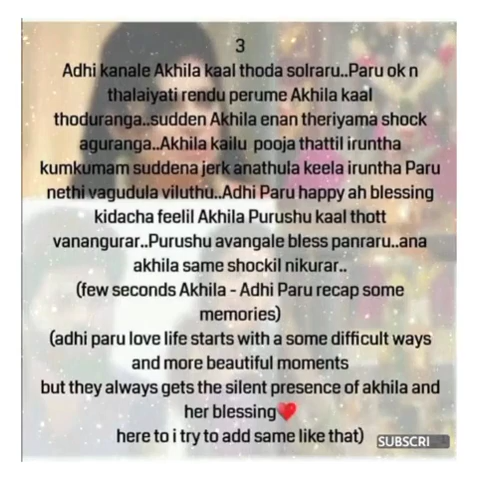 3
Adhi kanale Akhila kaal thoda solraru..Paru ok n
thalaiyati rendu perume Akhila kaal
thoduranga..sudden Akhila enan theriyama shock
aguranga..Akhila kailu pooja thattil iruntha
kumkumam suddena jerk anathula keela iruntha Paru
nethi vagudula viluthu..Adhi Paru happy ah blessing
kidacha feelil Akhila Purushu kaal thott
vanangurar..Purushu avangale bless panraru..ana
akhila same shockil nikurar..
(few seconds Akhila - Adhi Paru recap some
memories)
(adhi paru love life starts with a some difficult ways
and more beautiful moments
but they always gets the silent presence of akhila and
her blessing❤️
here to i try to add same like that)
SUBSCRI